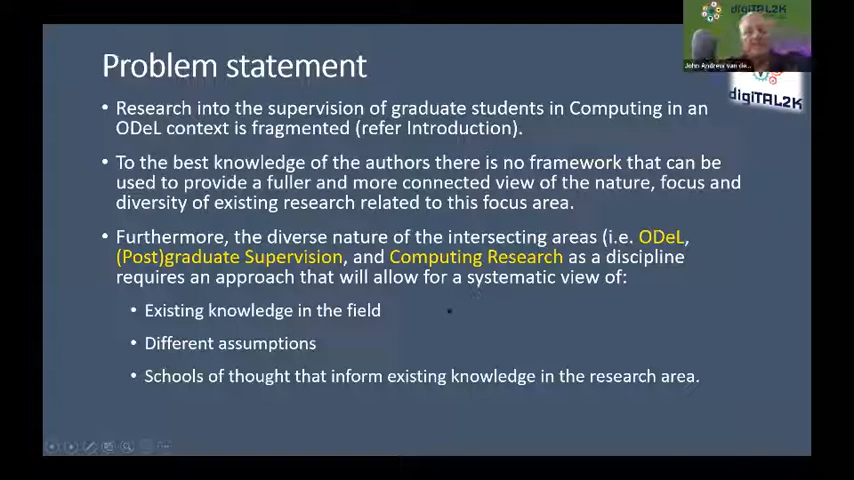 digiTAL2K
John Andrew van de...
digiTAL2K
Problem statement
• Research into the supervision of graduate students in Computing in an
ODeL context is fragmented (refer Introduction).
• To the best knowledge of the authors there is no framework that can be
used to provide a fuller and more connected view of the nature, focus and
diversity of existing research related to this focus area.
• Furthermore, the diverse nature of the intersecting areas (i.e. ODeL,
(Post)graduate Supervision, and Computing Research as a discipline
requires an approach that will allow for a systematic view of:
• Existing knowledge in the field
• Different assumptions
• Schools of thought that inform existing knowledge in the research area.